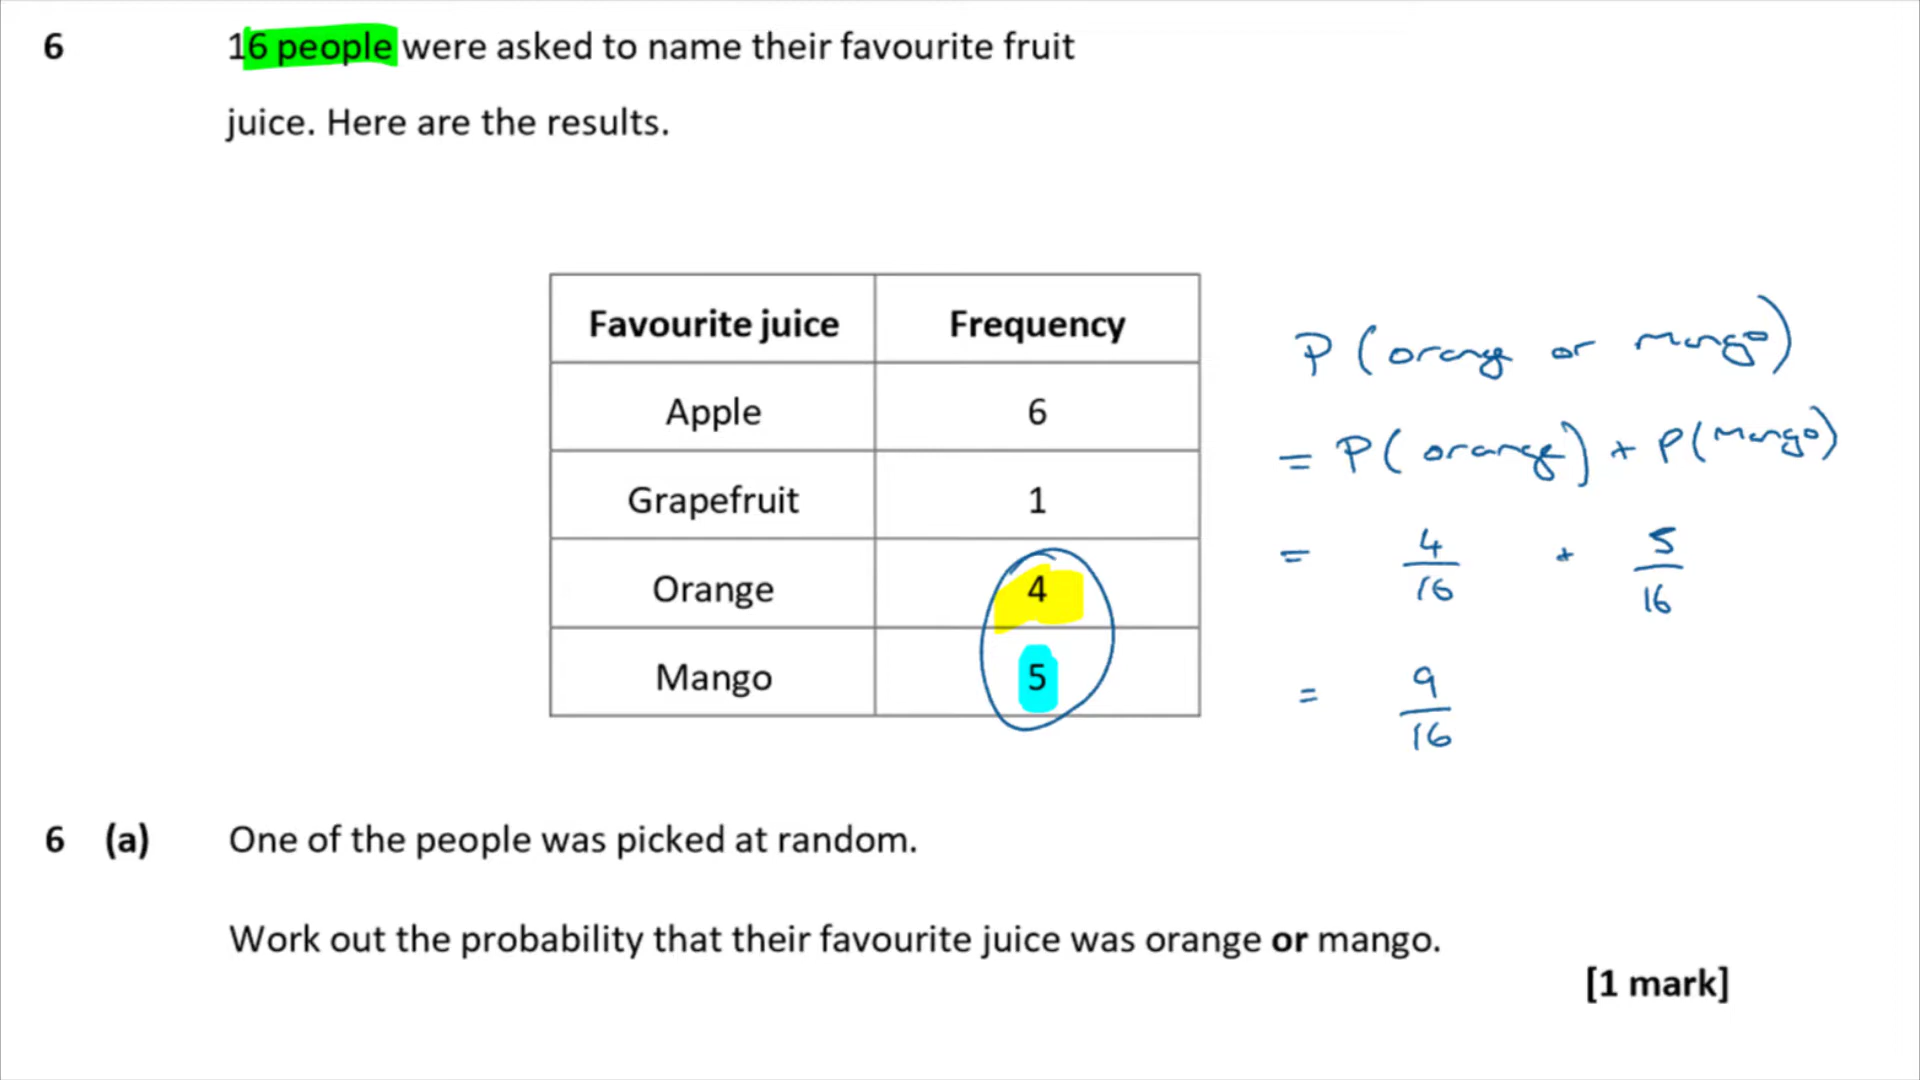 6 16 people were asked to name their favourite fruit
juice. Here are the results.
Favourite juice Frequency
Apple 6
Grapefruit 1
Orange 4
Mango 5
P (orange or mango)
= P( orange) + P(Mango)
= 4/16 + 5/16
= 9/16
6 (a) One of the people was picked at random.
Work out the probability that their favourite juice was orange or mango.
[1 mark]